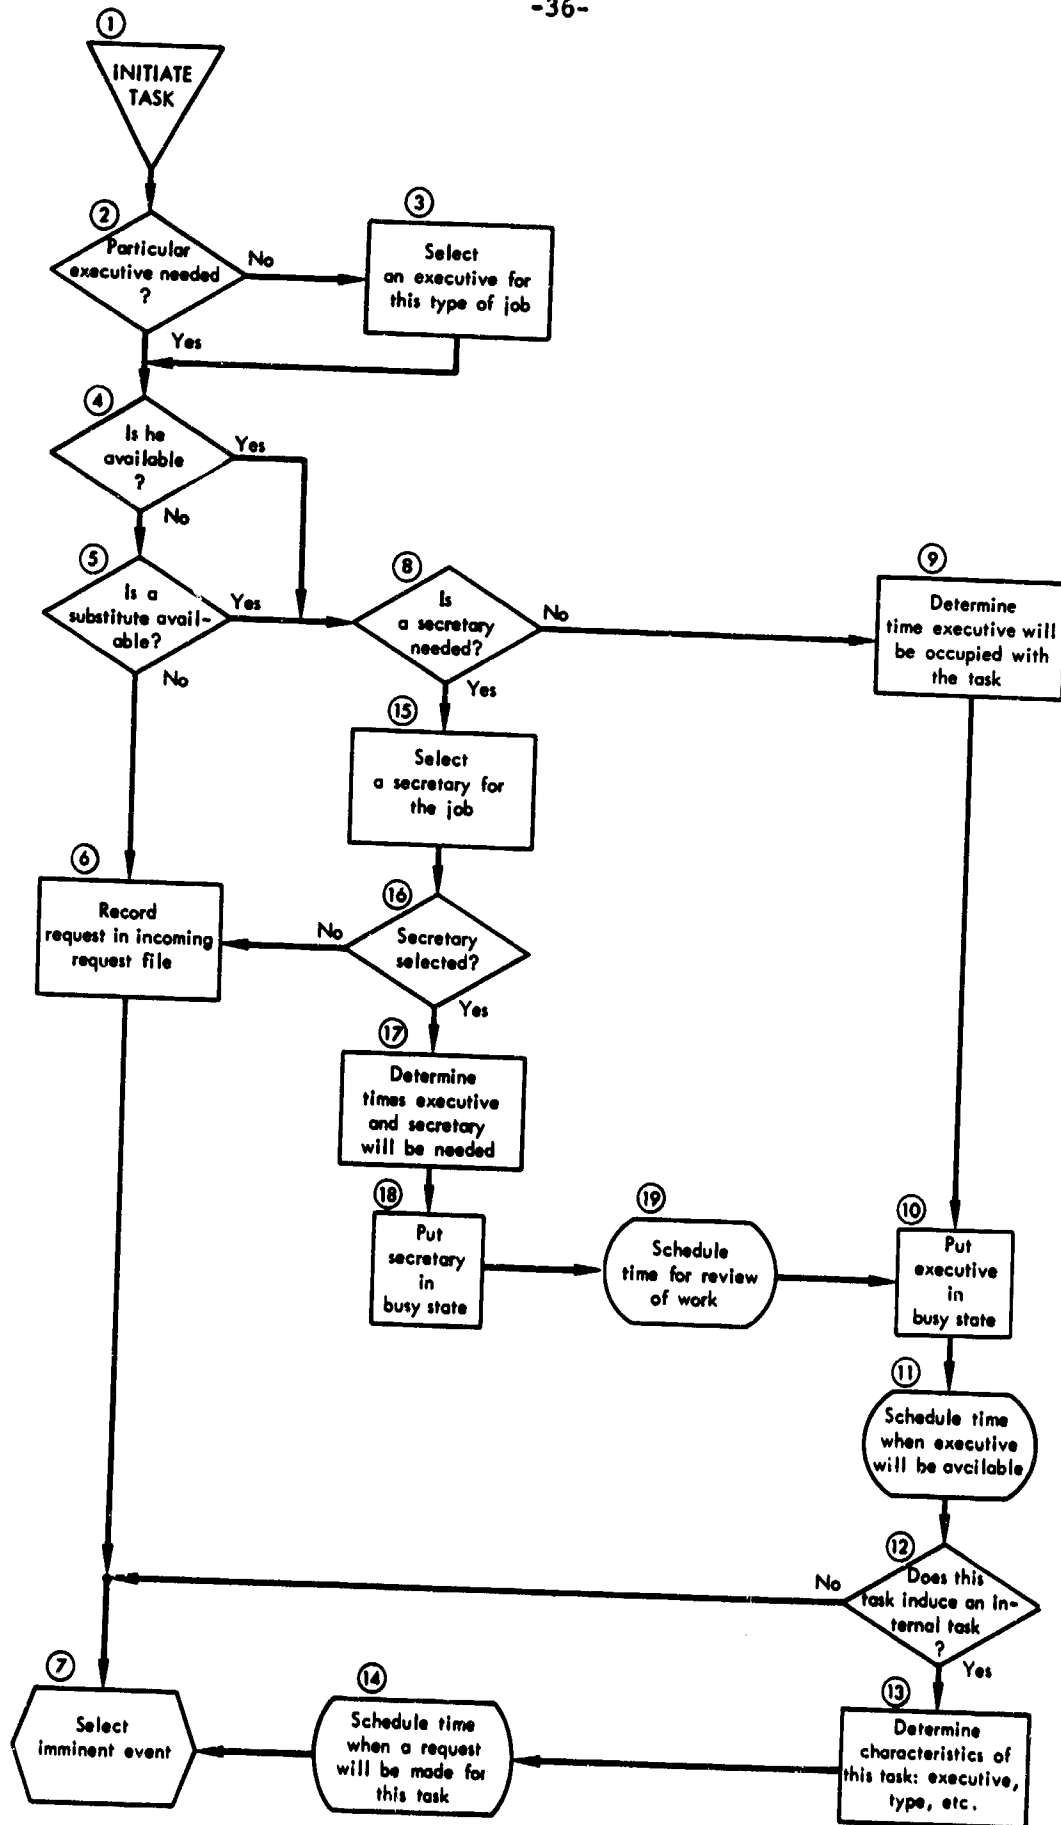 -36-
1
INITIATE
TASK
2
Particular
executive needed
?
No
Yes
3
Select
an executive for
this type of job
4
Is he
available
?
Yes
No
5
Is a
substitute avail-
able?
Yes
No
8
Is
a secretary
needed?
No
Yes
9
Determine
time executive will
be occupied with
the task
15
Select
a secretary for
the job
6
Record
request in incoming
request file
16
Secretary
selected?
No
Yes
17
Determine
times executive
and secretary
will be needed
18
Put
secretary
in
busy state
19
Schedule
time for review
of work
10
Put
executive
in
busy state
11
Schedule time
when executive
will be available
12
Does this
task induce an in-
ternal task
?
No
Yes
7
Select
imminent event
14
Schedule time
when a request
will be made for
this task
13
Determine
characteristics of
this task: executive,
type, etc.